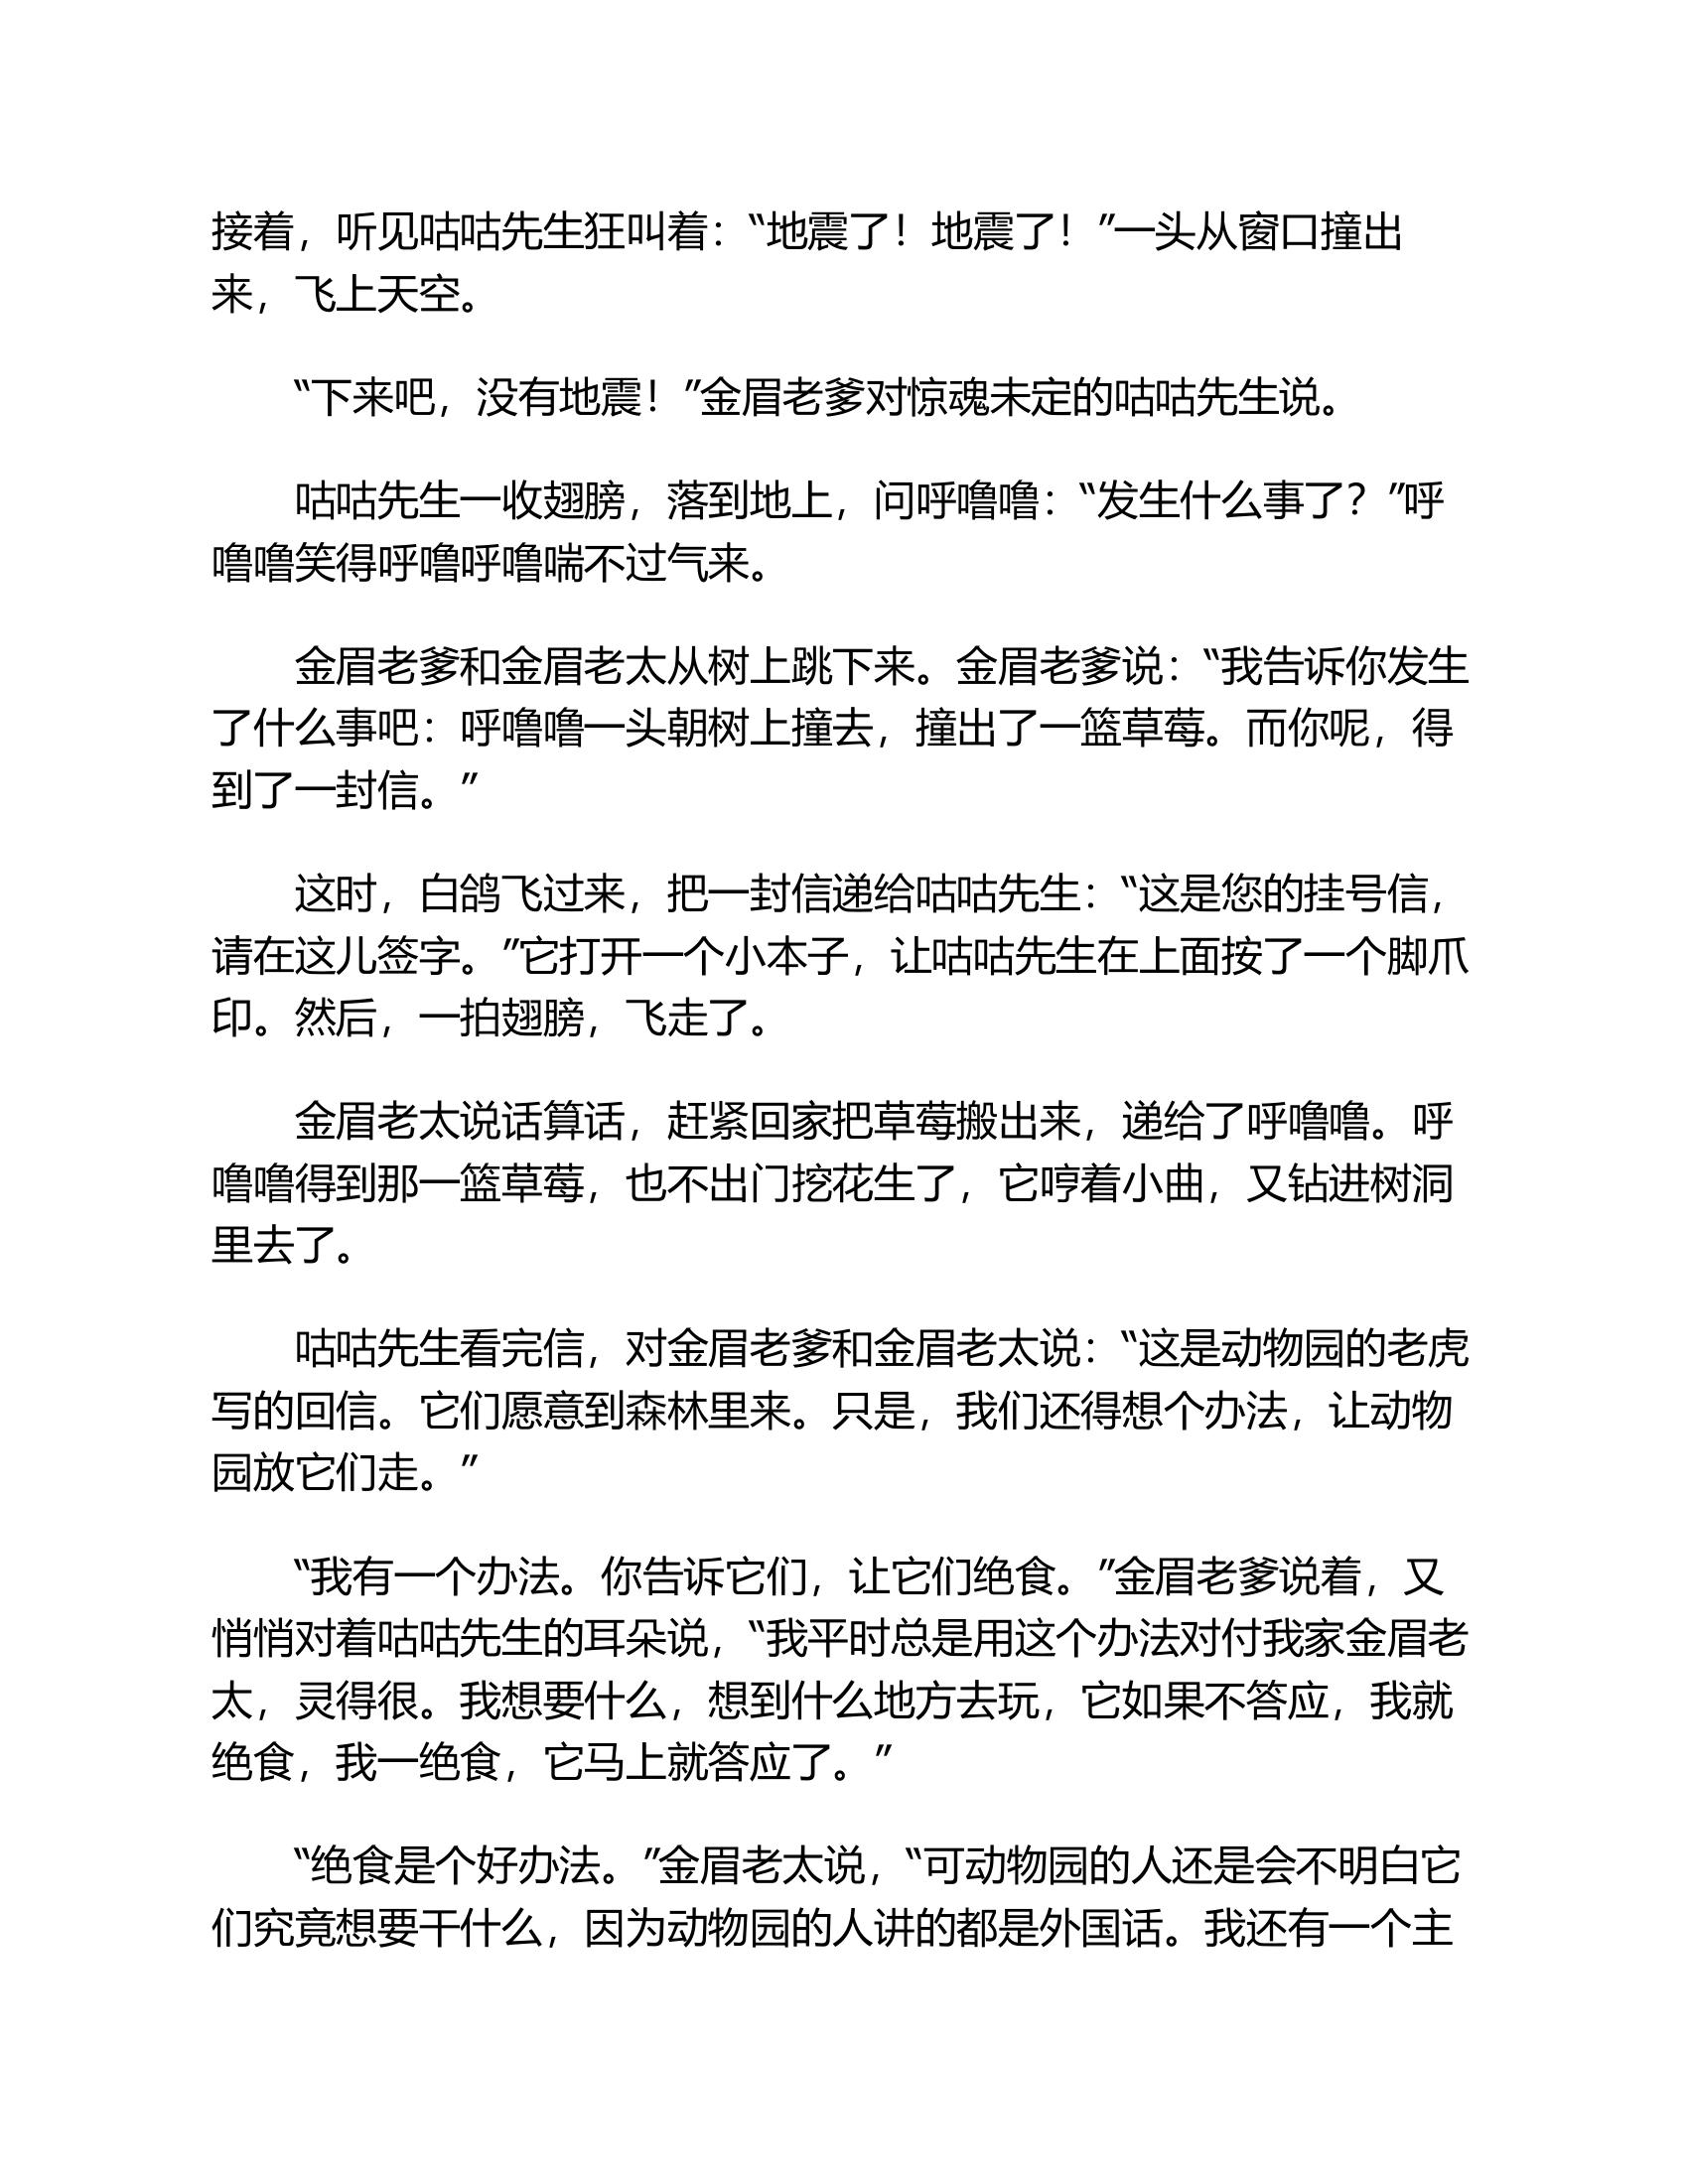 接着，听见咕咕先生狂叫着：“地震了！地震了！”一头从窗口撞出
来，飞上天空。
“下来吧，没有地震！”金眉老爹对惊魂未定的咕咕先生说。
咕咕先生一收翅膀，落到地上，问呼噜噜：“发生什么事了？”呼
噜噜笑得呼噜呼噜喘不过气来。
金眉老爹和金眉老太从树上跳下来。金眉老爹说：“我告诉你发生
了什么事吧：呼噜噜一头朝树上撞去，撞出了一篮草莓。而你呢，得
到了一封信。”
这时，白鸽飞过来，把一封信递给咕咕先生：“这是您的挂号信，
请在这儿签字。”它打开一个小本子，让咕咕先生在上面按了一个脚爪
印。然后，一拍翅膀，飞走了。
金眉老太说话算话，赶紧回家把草莓搬出来，递给了呼噜噜。呼
噜噜得到那一篮草莓，也不出门挖花生了，它哼着小曲，又钻进树洞
里去了。
咕咕先生看完信，对金眉老爹和金眉老太说：“这是动物园的老虎
写的回信。它们愿意到森林里来。只是，我们还得想个办法，让动物
园放它们走。”
“我有一个办法。你告诉它们，让它们绝食。”金眉老爹说着，又
悄悄对着咕咕先生的耳朵说，“我平时总是用这个办法对付我家金眉老
太，灵得很。我想要什么，想到什么地方去玩，它如果不答应，我就
绝食，我一绝食，它马上就答应了。”
“绝食是个好办法。”金眉老太说，“可动物园的人还是会不明白它
们究竟想要干什么，因为动物园的人讲的都是外国话。我还有一个主